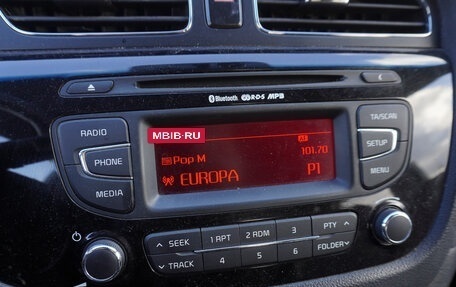 Bluetooth R·D·S MP3
RADIO
PHONE
MEDIA
MBIB·RU
AF
Pop M
101.70
EUROPA
P1
TA/SCAN
SETUP
MENU
SEEK
TRACK
1 RPT
2 RDM
3
4
5
6
PTY
FOLDER